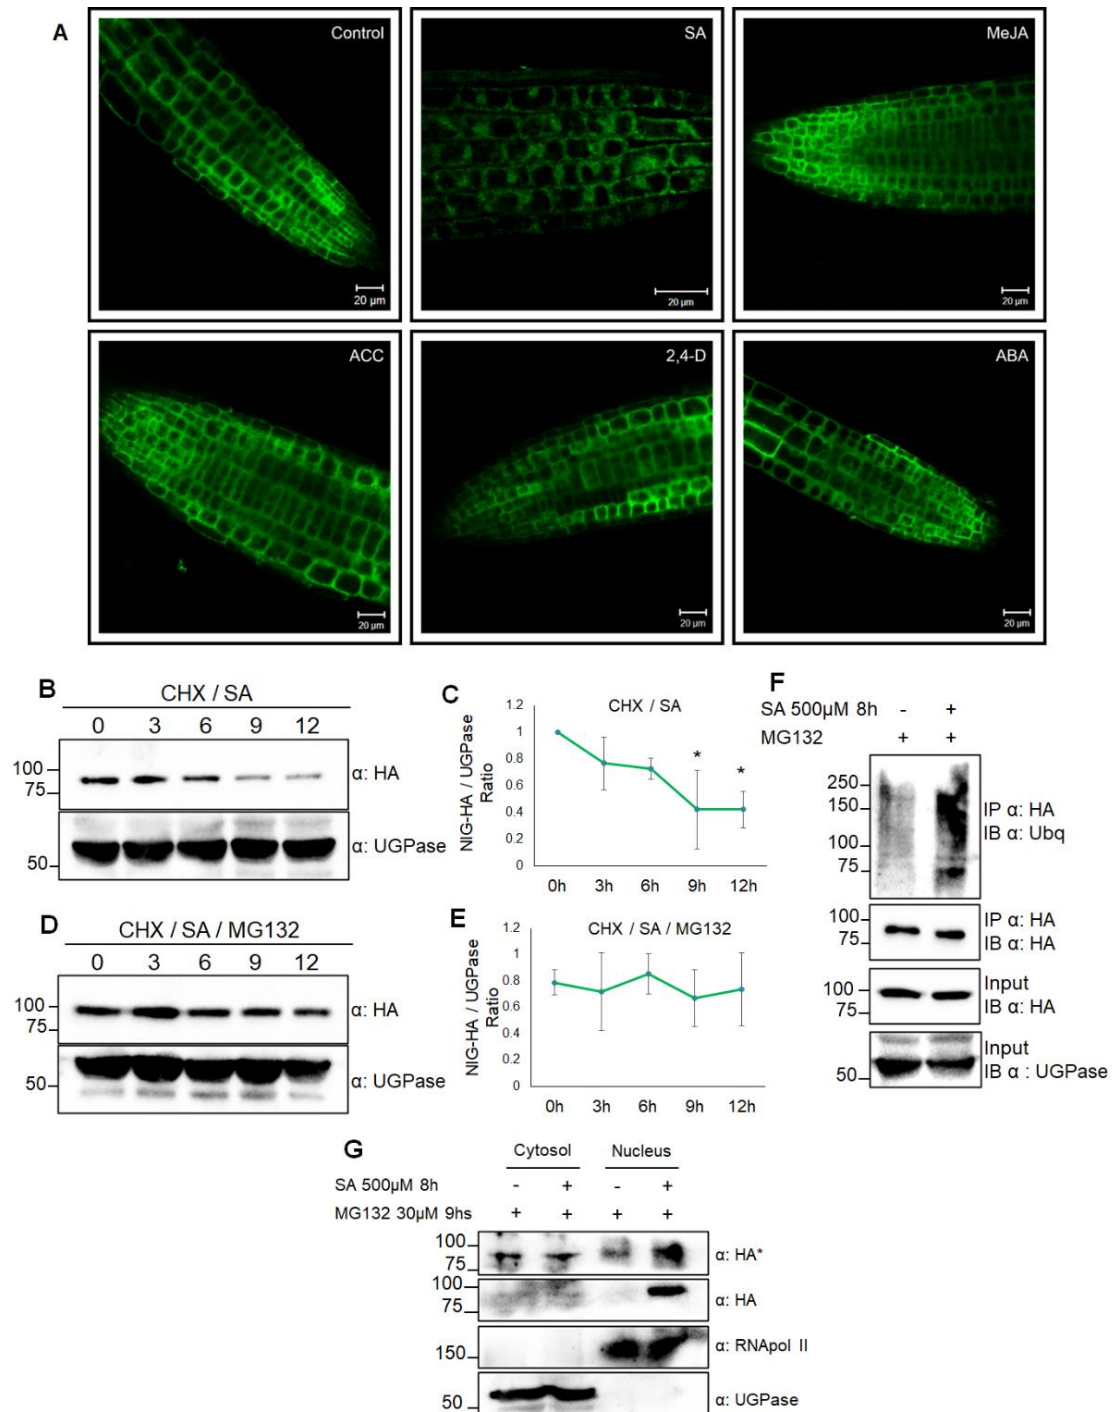 A
Control
20 µm
SA
20 µm
MeJA
20 µm
ACC
20 µm
2,4-D
20 µm
ABA
20 µm
B
CHX / SA
0 3 6 9 12
100
75
α: HA
50
α: UGPase
C
CHX / SA
NIG-HA / UGPase
Ratio
1.2
1
0.8
0.6
0.4
0.2
0
* *
0h 3h 6h 9h 12h
D
CHX / SA / MG132
0 3 6 9 12
100
75
α: HA
50
α: UGPase
E
CHX / SA / MG132
NIG-HA / UGPase
Ratio
1.2
1
0.8
0.6
0.4
0.2
0
0h 3h 6h 9h 12h
F
SA 500µM 8h - +
MG132 + +
250
150
100
75
IP α: HA
IB α: Ubq
100
75
IP α: HA
IB α: HA
100
75
Input
IB α: HA
50
Input
IB α : UGPase
G
Cytosol Nucleus
SA 500µM 8h - + - +
MG132 30µM 9hs + + + +
100
75
α: HA*
100
75
α: HA
150
α: RNApol II
50
α: UGPase